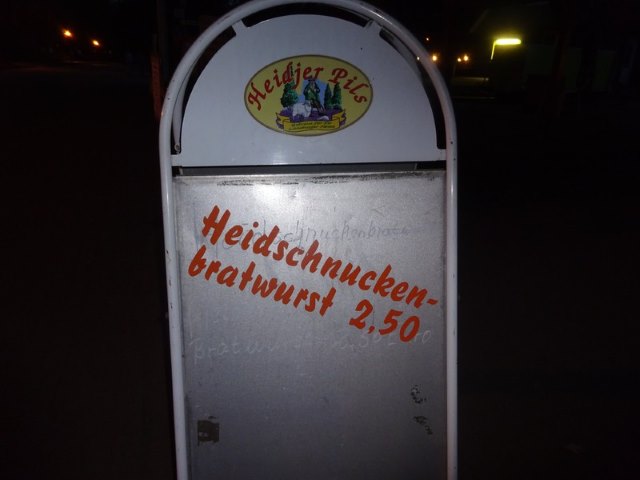 Heidjer Pils
Heidschnucken-
bratwurst 2,50